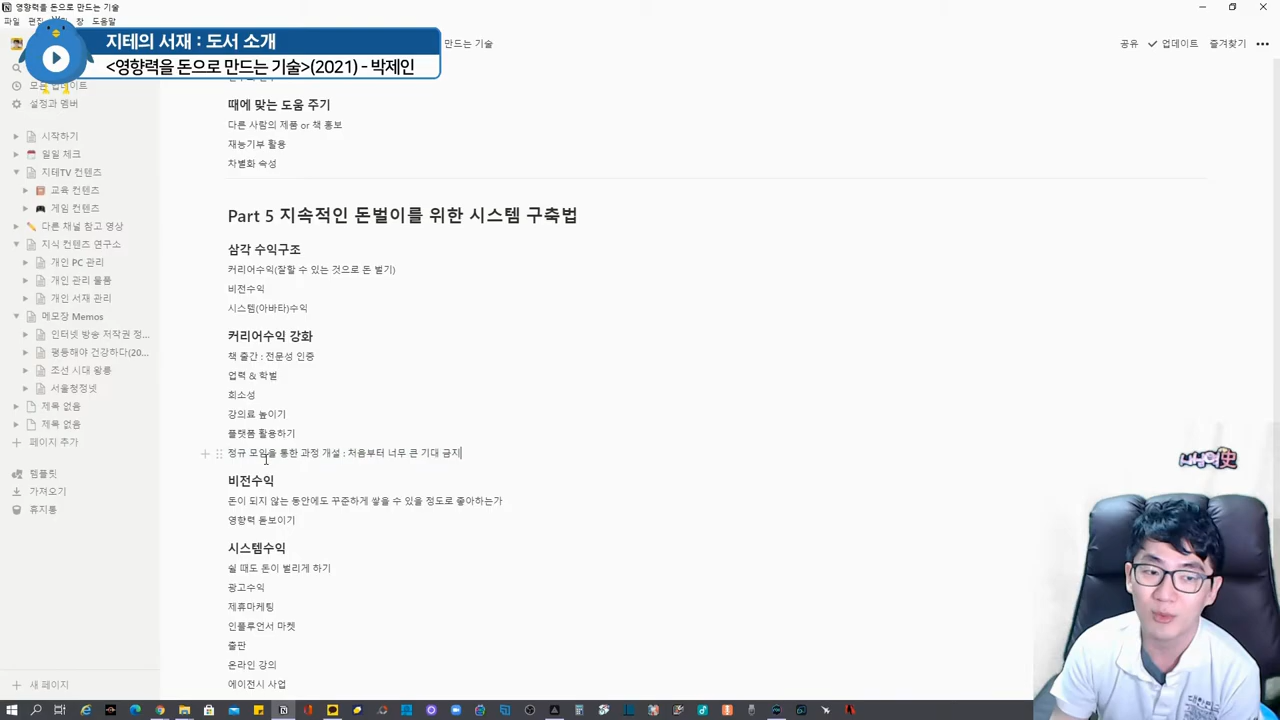 영향력을 돈으로 만드는 기술
파일 편집 창 도움말
지테의 서재 : 도서 소개
<영향력을 돈으로 만드는 기술>(2021) - 박제인
만드는 기술
공유 업데이트 즐겨찾기
모든 업데이트
설정과 멤버
시작하기
일일 체크
지테TV 컨텐츠
교육 컨텐츠
게임 컨텐츠
다른 채널 참고 영상
지식 컨텐츠 연구소
개인 PC 관리
개인 관리 물품
개인 서재 관리
메모장 Memos
인터넷 방송 저작권 정...
평등해야 건강하다(20...
조선 시대 왕릉
서울청정넷
제목 없음
제목 없음
페이지 추가
템플릿
가져오기
휴지통
새 페이지
때에 맞는 도움 주기
다른 사람의 제품 or 책 홍보
재능기부 활용
차별화 속성
Part 5 지속적인 돈벌이를 위한 시스템 구축법
삼각 수익구조
커리어수익(잘할 수 있는 것으로 돈 벌기)
비전수익
시스템(아바타)수익
커리어수익 강화
책 출간 : 전문성 인증
업력 & 학벌
희소성
강의료 높이기
플랫폼 활용하기
정규 모임을 통한 과정 개설 : 처음부터 너무 큰 기대 금지
비전수익
돈이 되지 않는 동안에도 꾸준하게 쌓을 수 있을 정도로 좋아하는가
영향력 돋보이기
시스템수익
쉴 때도 돈이 벌리게 하기
광고수익
제휴마케팅
인플루언서 마켓
출판
온라인 강의
에이전시 사업